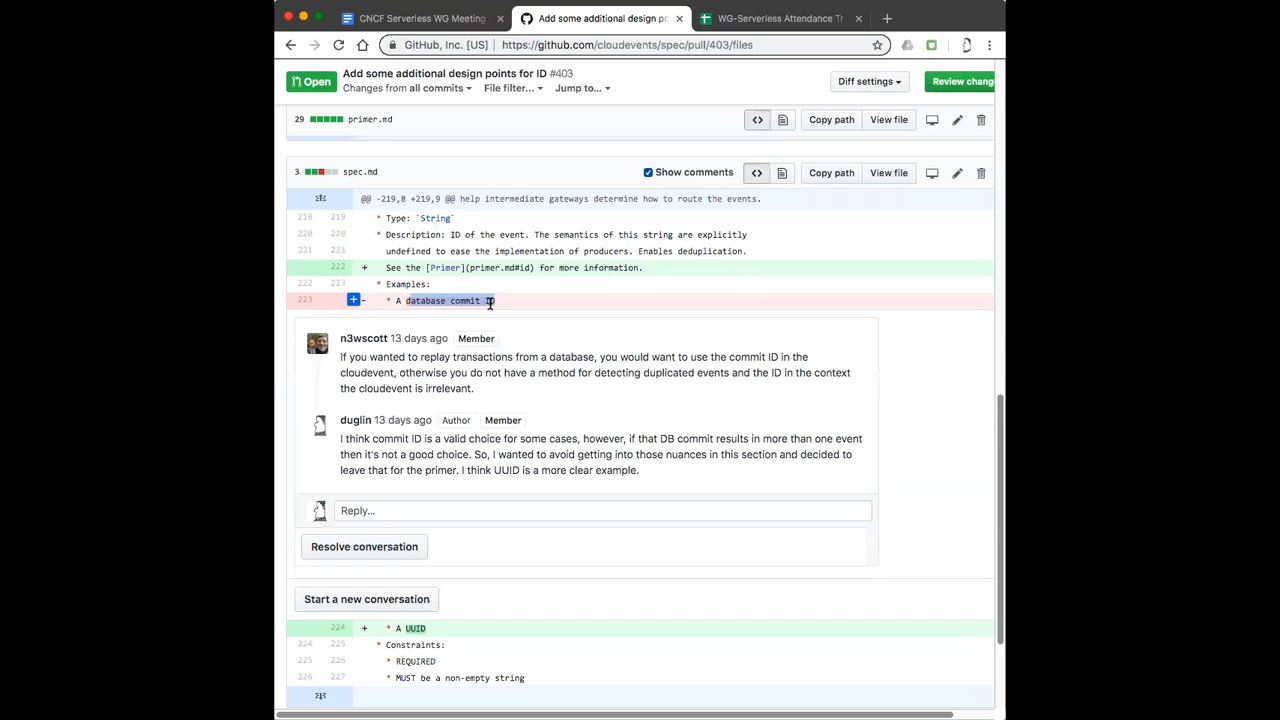 CNCF Serverless WG Meeting
Add some additional design po
WG-Serverless Attendance Tr
GitHub, Inc. [US] https://github.com/cloudevents/spec/pull/403/files
Open
Add some additional design points for ID #403
Changes from all commits File filter... Jump to...
Diff settings
Review chang
29 primer.md
Copy path View file
3 spec.md
Show comments
Copy path View file
@@ -219,8 +219,9 @@ help intermediate gateways determine how to route the events.
219 219 * Type: `String`
220 220 * Description: ID of the event. The semantics of this string are explicitly
221 221 undefined to ease the implementation of producers. Enables deduplication.
222 + See the [Primer](primer.md#id) for more information.
222 223 * Examples:
223 - * A database commit ID
n3wscott 13 days ago Member
If you wanted to replay transactions from a database, you would want to use the commit ID in the
cloudevent, otherwise you do not have a method for detecting duplicated events and the ID in the context
the cloudevent is irrelevant.
duglin 13 days ago Author Member
I think commit ID is a valid choice for some cases, however, if that DB commit results in more than one event
then it's not a good choice. So, I wanted to avoid getting into those nuances in this section and decided to
leave that for the primer. I think UUID is a more clear example.
Reply...
Resolve conversation
Start a new conversation
224 + * A UUID
224 225 * Constraints:
225 226 * REQUIRED
226 227 * MUST be a non-empty string